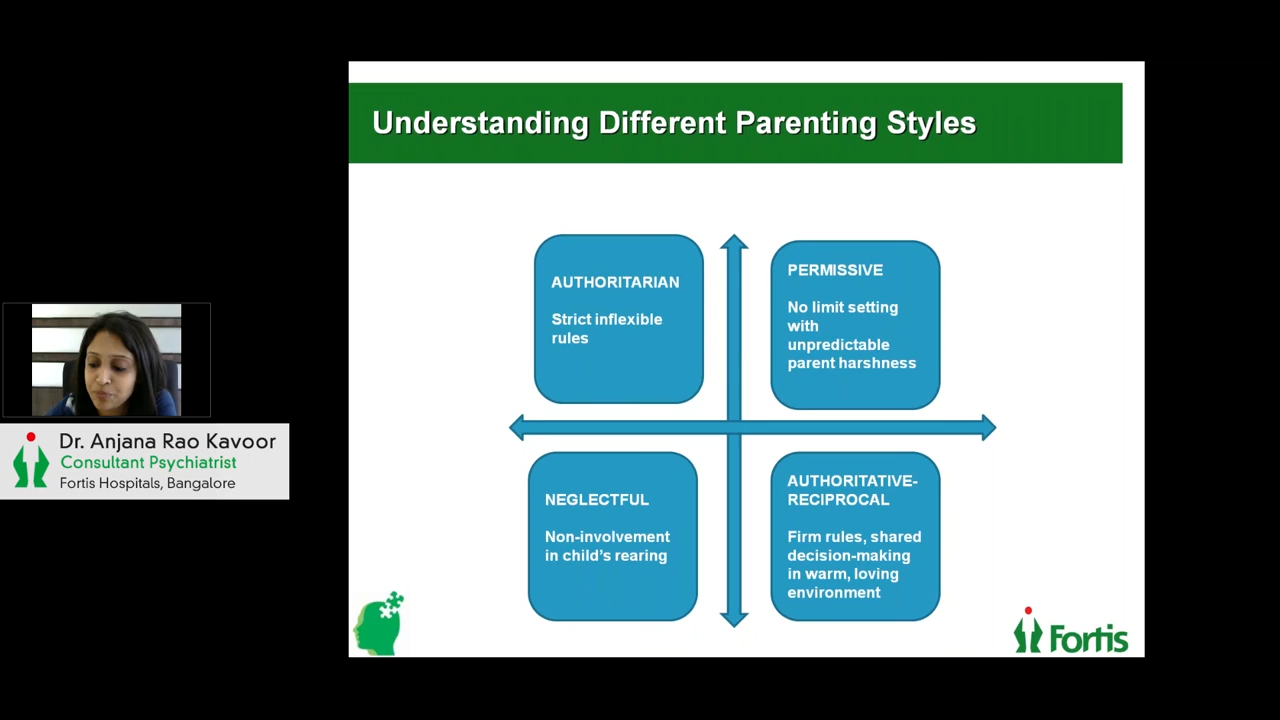 Understanding Different Parenting Styles
AUTHORITARIAN
Strict inflexible
rules
PERMISSIVE
No limit setting
with
unpredictable
parent harshness
NEGLECTFUL
Non-involvement
in child's rearing
AUTHORITATIVE-
RECIPROCAL
Firm rules, shared
decision-making
in warm, loving
environment
Dr. Anjana Rao Kavoor
Consultant Psychiatrist
Fortis Hospitals, Bangalore
Fortis